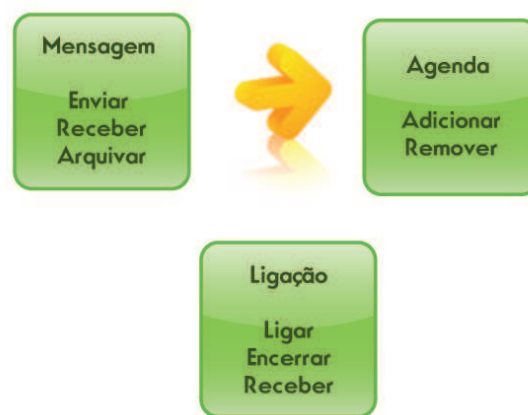 Mensagem
Enviar
Receber
Arquivar
Agenda
Adicionar
Remover
Ligação
Ligar
Encerrar
Receber